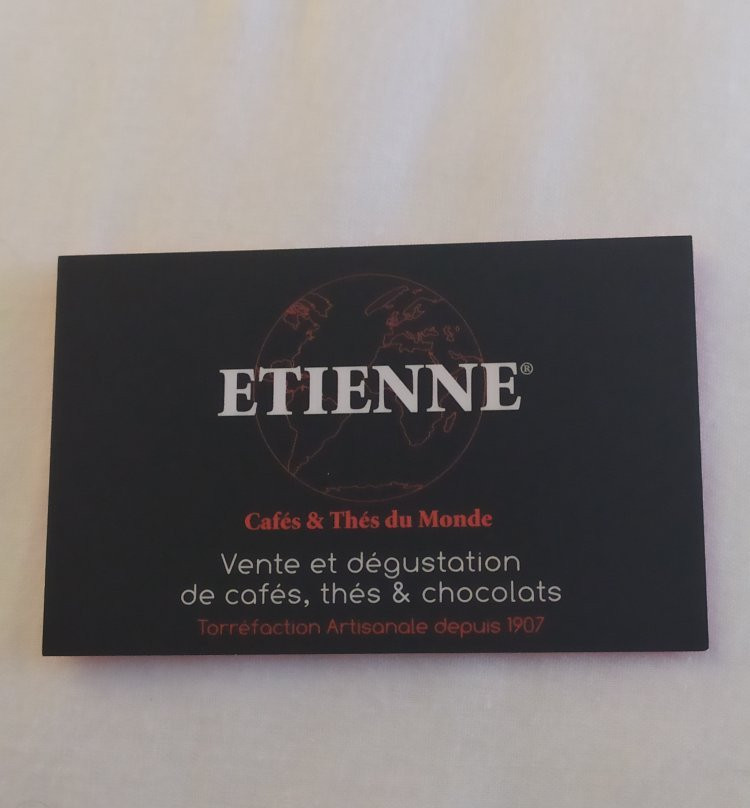 ETIENNE®
Cafés & Thés du Monde
Vente et dégustation
de cafés, thés & chocolats
Torréfaction Artisanale depuis 1907